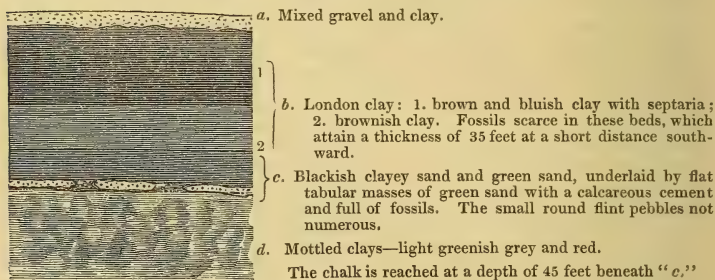 a. Mixed gravel and clay.
1
b. London clay: 1. brown and bluish clay with septaria;
2. brownish clay. Fossils scarce in these beds, which
attain a thickness of 35 feet at a short distance south-
ward.
2
c. Blackish clayey sand and green sand, underlaid by flat
tabular masses of green sand with a calcareous cement
and full of fossils. The small round flint pebbles not
numerous.
d. Mottled clays—light greenish grey and red.
The chalk is reached at a depth of 45 feet beneath "c."